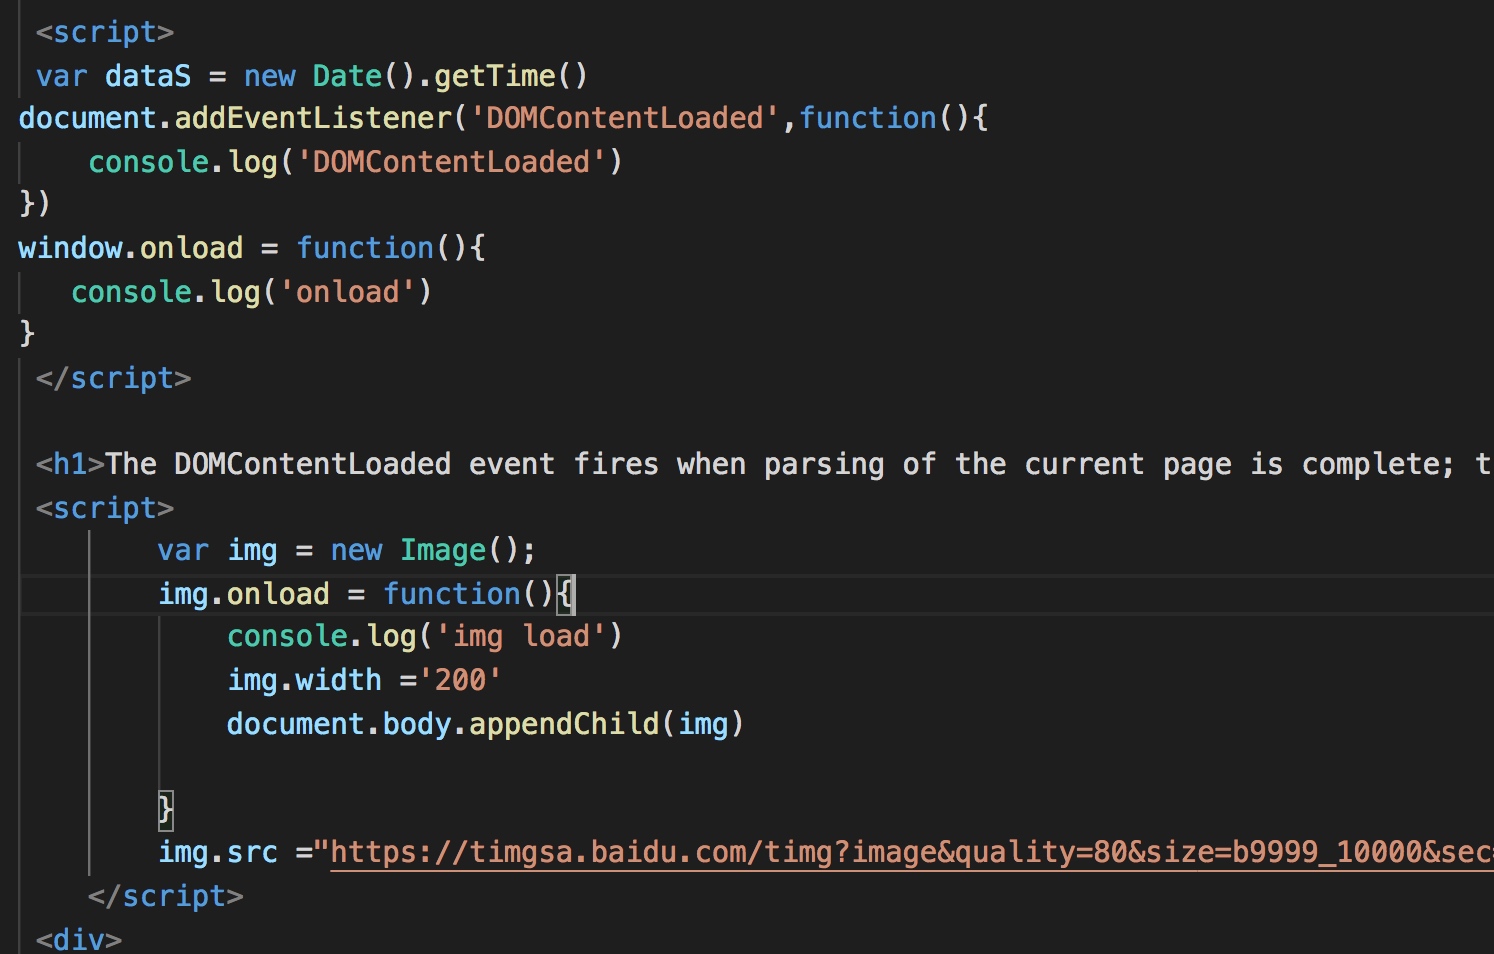 <script>
var dataS = new Date().getTime()
document.addEventListener('DOMContentLoaded',function(){
console.log('DOMContentLoaded')
})
window.onload = function(){
console.log('onload')
}
</script>
<h1>The DOMContentLoaded event fires when parsing of the current page is complete; t
<script>
var img = new Image();
img.onload = function(){
console.log('img load')
img.width ='200'
document.body.appendChild(img)
}
img.src ="https://timgsa.baidu.com/timg?image&quality=80&size=b9999_10000&sec=
</script>
<div>